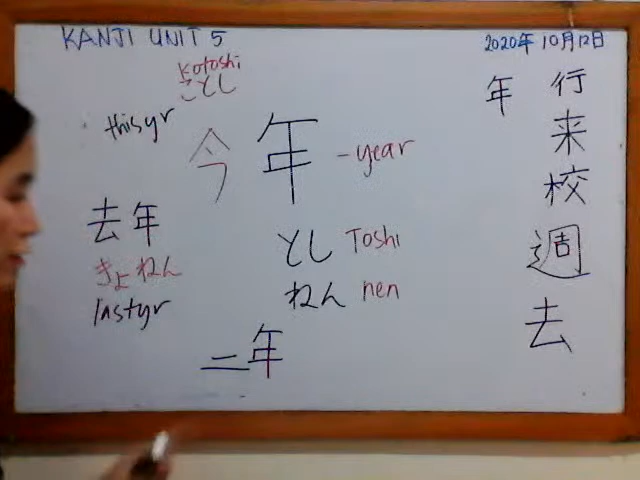 KANJI UNIT 5
2020年10月12日
kotoshi
ことし
this yr
今年 -year
去年
きょねん
last yr
とし Toshi
ねん nen
二年
行
来
校
週
去
年